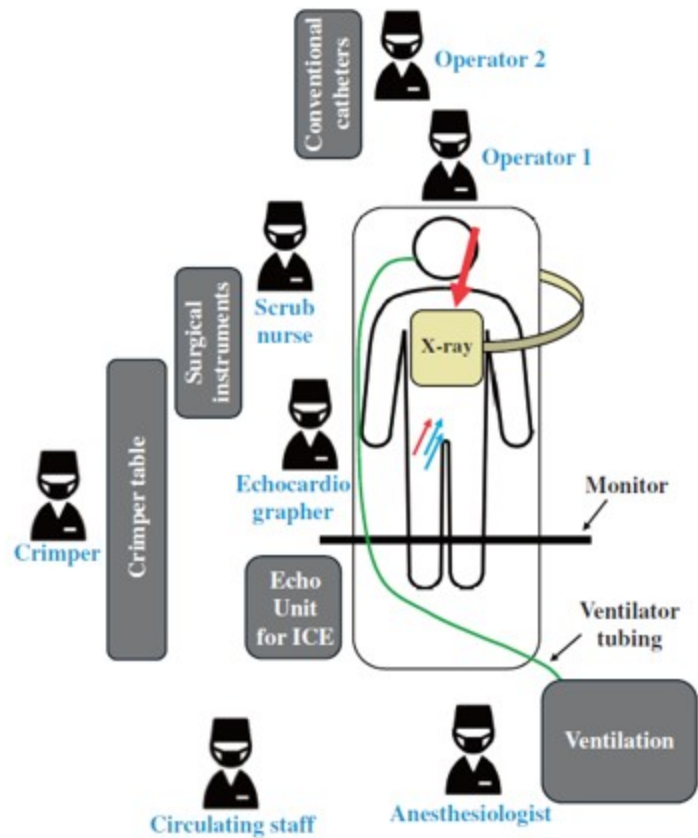 Conventional
catheters
Operator 2
Operator 1
Scrub
nurse
Surgical
instruments
X-ray
Echocardio
grapher
Crimper table
Crimper
Monitor
Echo
Unit
for ICE
Ventilator
tubing
Ventilation
Circulating staff
Anesthesiologist